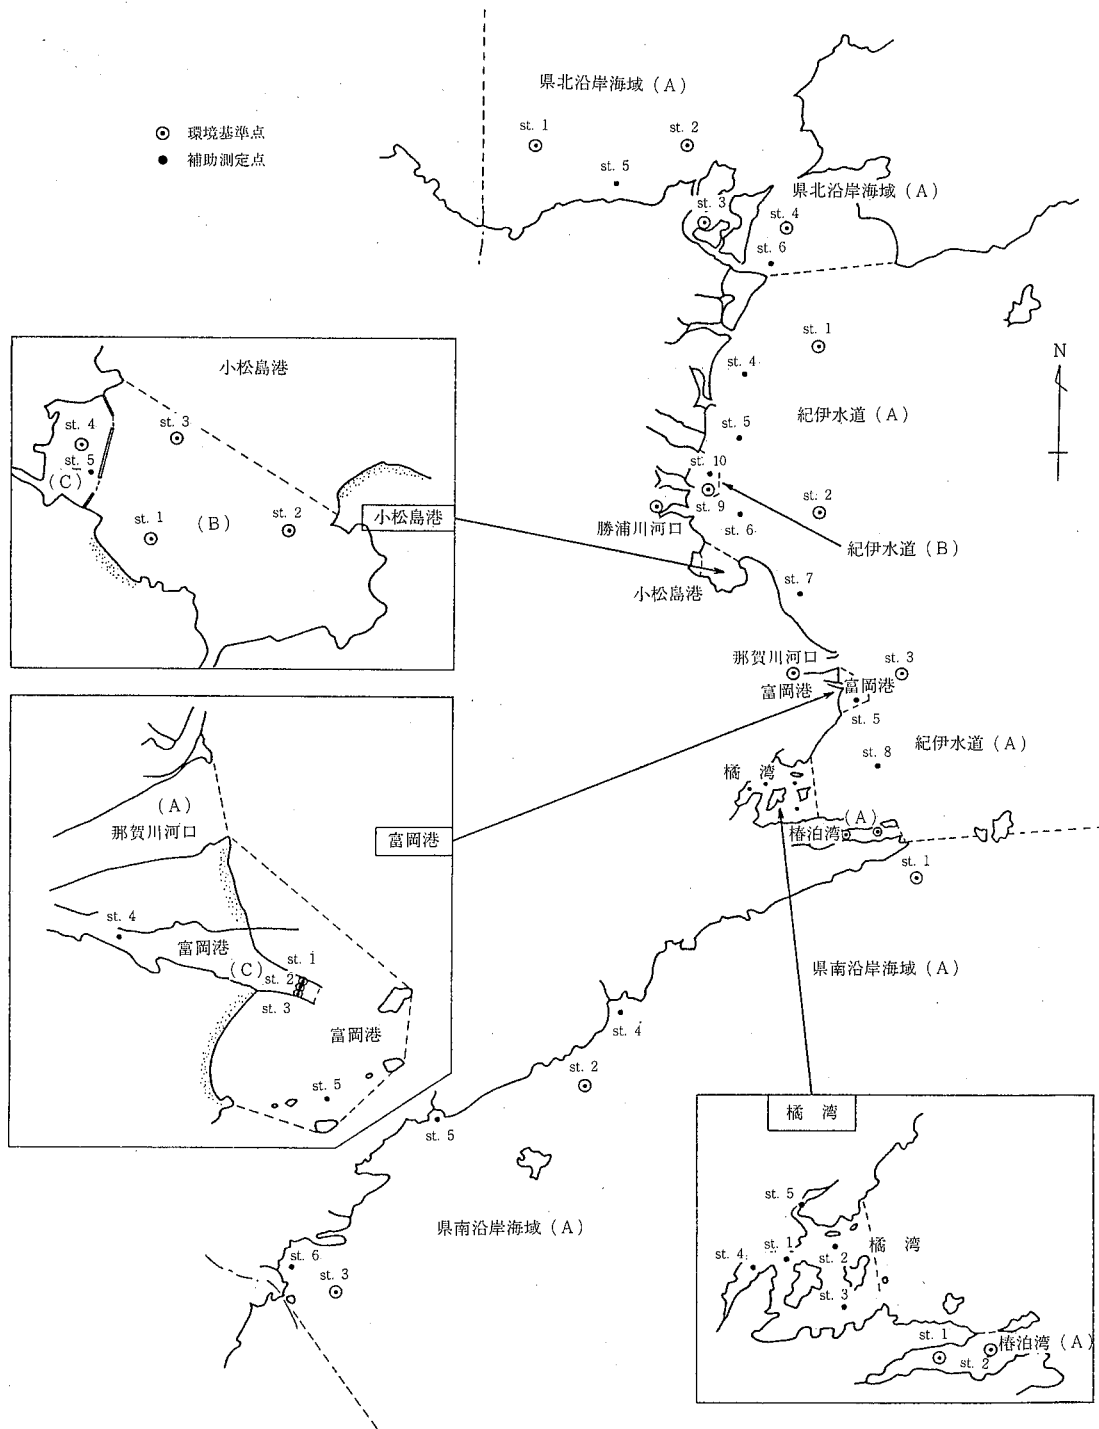 県北沿岸海域(A)
st. 1
st. 2
環境基準点
補助測定点
st. 5
県北沿岸海域(A)
st. 3
st. 4
st. 6
st. 1
N
st. 4
紀伊水道(A)
st. 5
st. 10
st. 9
st. 2
勝浦川河口
st. 6
紀伊水道(B)
小松島港
st. 7
那賀川河口
st. 3
富岡港
富岡港
st. 5
紀伊水道(A)
st. 8
橘 湾
(A)
椿泊湾
st. 1
県南沿岸海域(A)
st. 4
st. 2
st. 5
県南沿岸海域(A)
st. 6
st. 3
小松島港
st. 4
st. 3
st. 5
(C)
st. 1
(B)
st. 2
小松島港
(A)
那賀川河口
富岡港
st. 4
富岡港
(C)
st. 1
st. 2
st. 3
富岡港
st. 5
橘 湾
st. 5
st. 1
st. 2
橘 湾
st. 4
st. 3
st. 1
st. 2
椿泊湾(A)